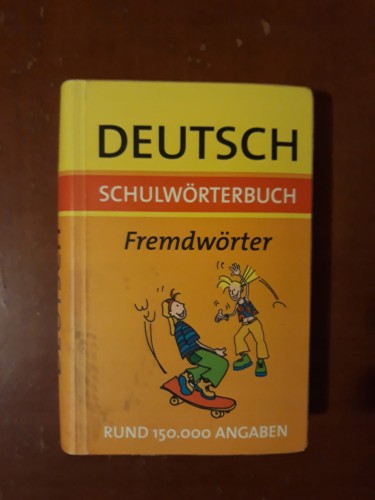 DEUTSCH
SCHULWÖRTERBUCH
Fremdwörter
RUND 150.000 ANGABEN